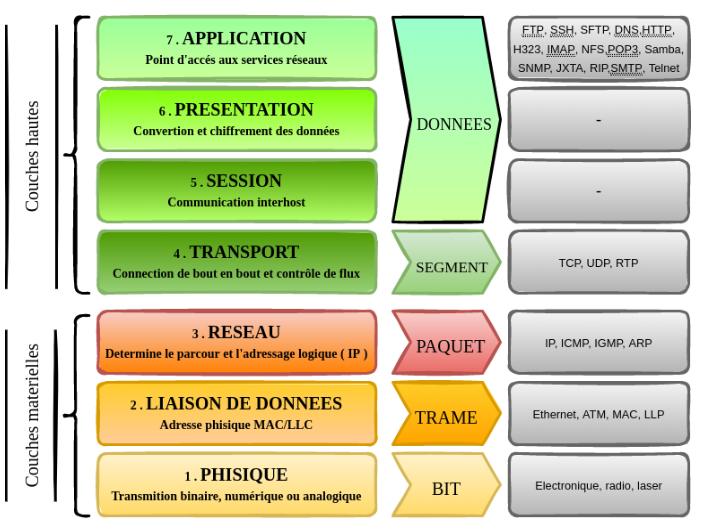 Couches hautes
7 . APPLICATION
Point d'accés aux services réseaux
6 . PRESENTATION
Convertion et chiffrement des données
5 . SESSION
Communication interhost
4 . TRANSPORT
Connection de bout en bout et contrôle de flux
DONNEES
SEGMENT
FTP, SSH, SFTP, DNS,HTTP,
H323, IMAP, NFS,POP3, Samba,
SNMP, JXTA, RIP,SMTP, Telnet
-
-
TCP, UDP, RTP
Couches materielles
3 . RESEAU
Determine le parcour et l'adressage logique ( IP )
2 . LIAISON DE DONNEES
Adresse phisique MAC/LLC
1 . PHISIQUE
Transmition binaire, numérique ou analogique
PAQUET
TRAME
BIT
IP, ICMP, IGMP, ARP
Ethernet, ATM, MAC, LLP
Electronique, radio, laser